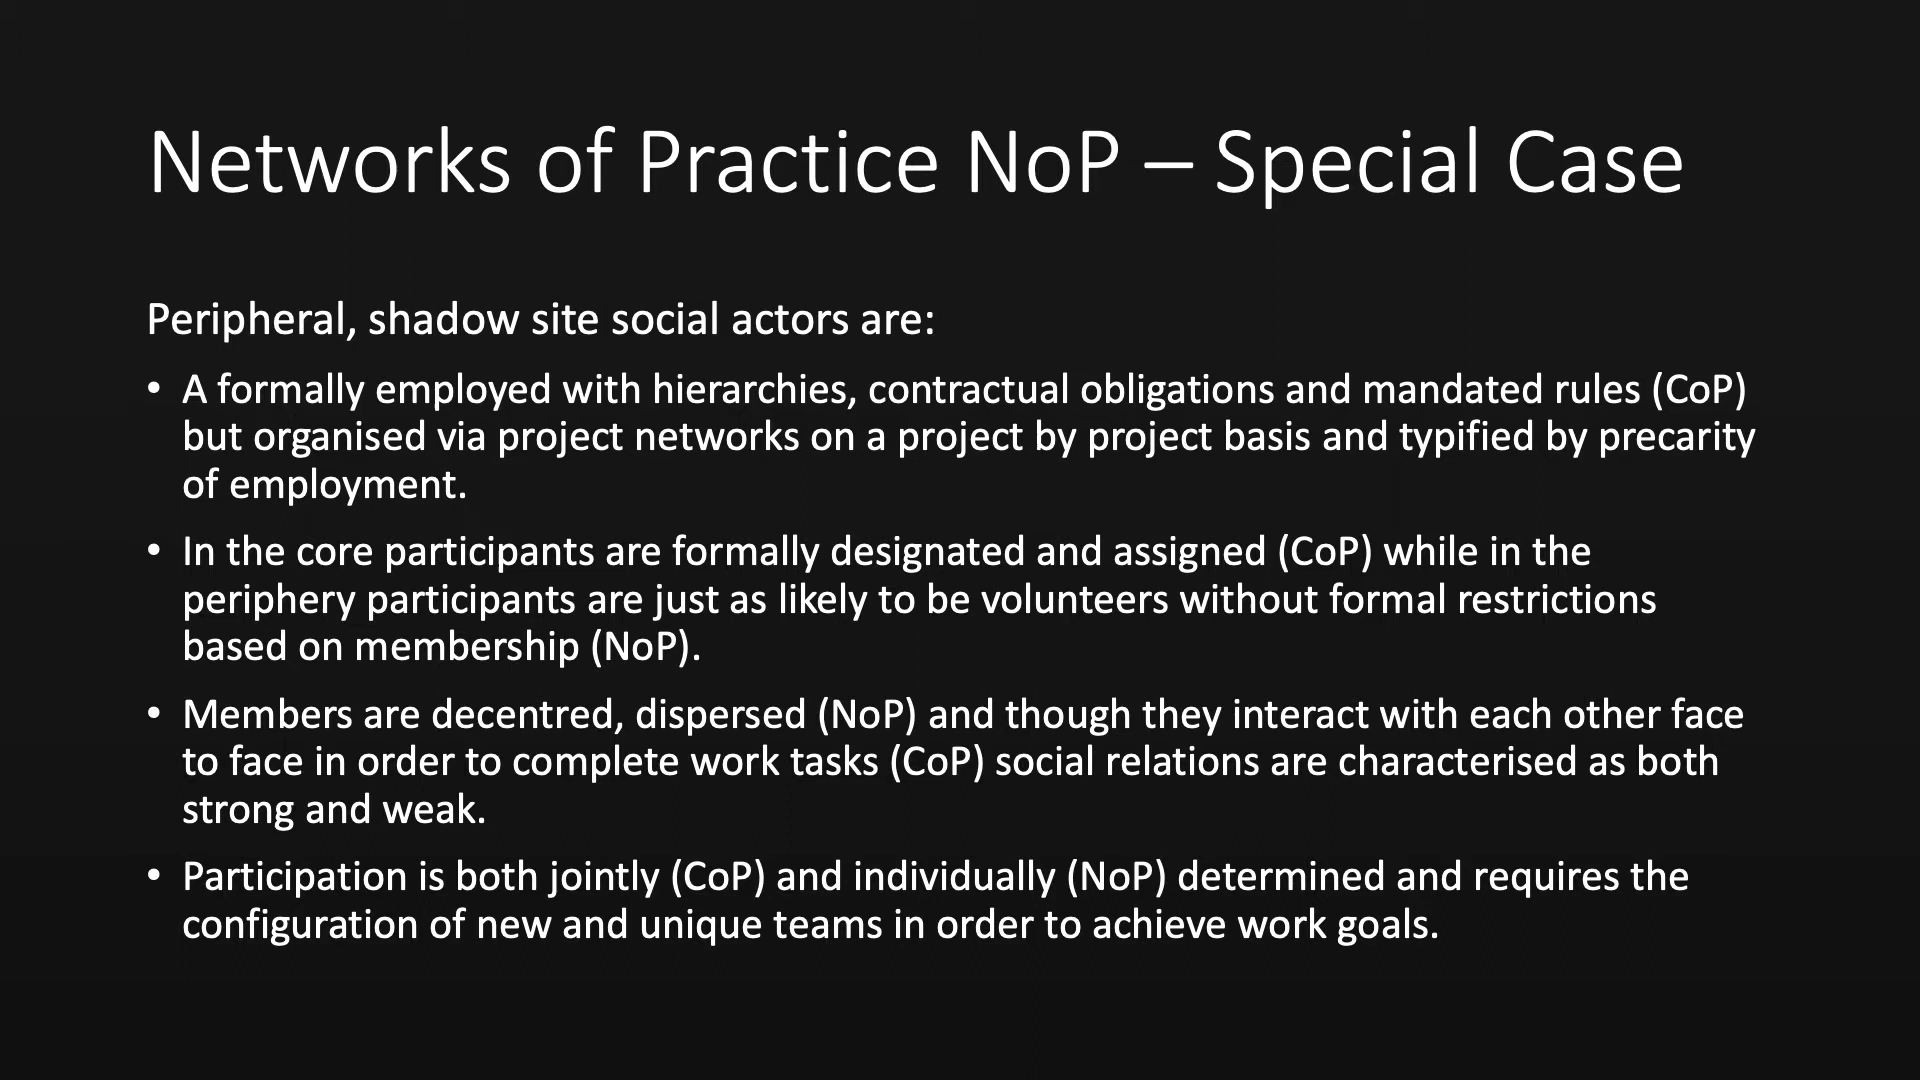 Networks of Practice NoP – Special Case
Peripheral, shadow site social actors are:
• A formally employed with hierarchies, contractual obligations and mandated rules (CoP)
but organised via project networks on a project by project basis and typified by precarity
of employment.
• In the core participants are formally designated and assigned (CoP) while in the
periphery participants are just as likely to be volunteers without formal restrictions
based on membership (NoP).
• Members are decentred, dispersed (NoP) and though they interact with each other face
to face in order to complete work tasks (CoP) social relations are characterised as both
strong and weak.
• Participation is both jointly (CoP) and individually (NoP) determined and requires the
configuration of new and unique teams in order to achieve work goals.